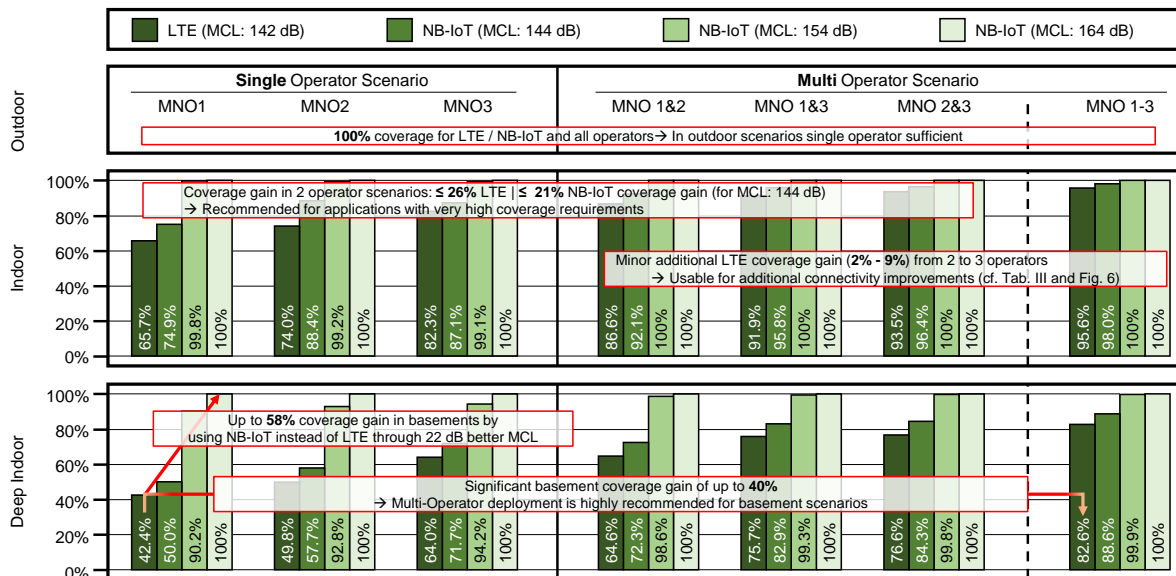 LTE (MCL: 142 dB) NB-IoT (MCL: 144 dB) NB-IoT (MCL: 154 dB) NB-IoT (MCL: 164 dB)
Outdoor
Single Operator Scenario Multi Operator Scenario
MNO1 MNO2 MNO3 MNO 1&2 MNO 1&3 MNO 2&3 MNO 1-3
100% coverage for LTE / NB-IoT and all operators→ In outdoor scenarios single operator sufficient
Indoor
100%
80%
60%
40%
20%
0%
Coverage gain in 2 operator scenarios: ≤ 26% LTE | ≤ 21% NB-IoT coverage gain (for MCL: 144 dB)
→ Recommended for applications with very high coverage requirements
Minor additional LTE coverage gain (2% - 9%) from 2 to 3 operators
→ Usable for additional connectivity improvements (cf. Tab. III and Fig. 6)
65.7% 74.9% 99.8% 100% 74.0% 88.4% 99.2% 100% 82.3% 87.1% 99.1% 100% 86.6% 92.1% 100% 100% 91.9% 95.8% 100% 100% 93.5% 96.4% 100% 100% 95.6% 98.0% 100% 100%
Deep Indoor
100%
80%
60%
40%
20%
0%
Up to 58% coverage gain in basements by
using NB-IoT instead of LTE through 22 dB better MCL
Significant basement coverage gain of up to 40%
→ Multi-Operator deployment is highly recommended for basement scenarios
42.4% 50.0% 90.2% 100% 49.8% 57.7% 92.8% 100% 64.0% 71.7% 94.2% 100% 64.6% 72.3% 98.6% 100% 75.7% 82.9% 99.3% 100% 76.6% 84.3% 99.8% 100% 82.6% 88.6% 99.9% 100%